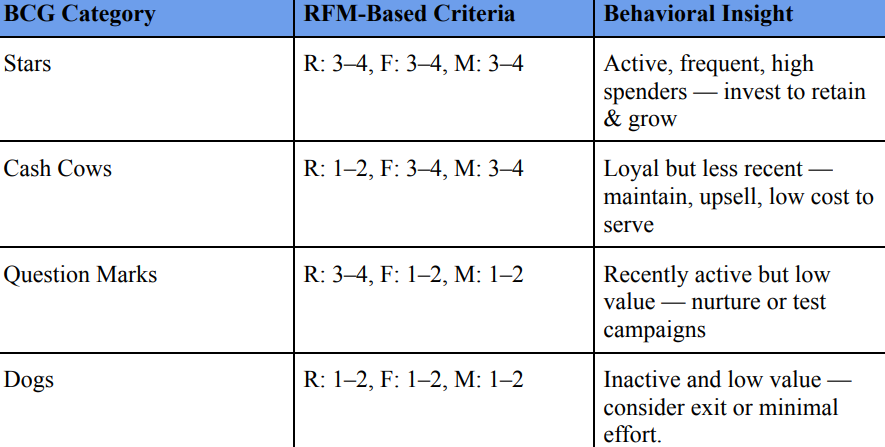 BCG Category RFM-Based Criteria Behavioral Insight
Stars R: 3–4, F: 3–4, M: 3–4 Active, frequent, high
spenders — invest to retain
& grow
Cash Cows R: 1–2, F: 3–4, M: 3–4 Loyal but less recent —
maintain, upsell, low cost to
serve
Question Marks R: 3–4, F: 1–2, M: 1–2 Recently active but low
value — nurture or test
campaigns
Dogs R: 1–2, F: 1–2, M: 1–2 Inactive and low value —
consider exit or minimal
effort.